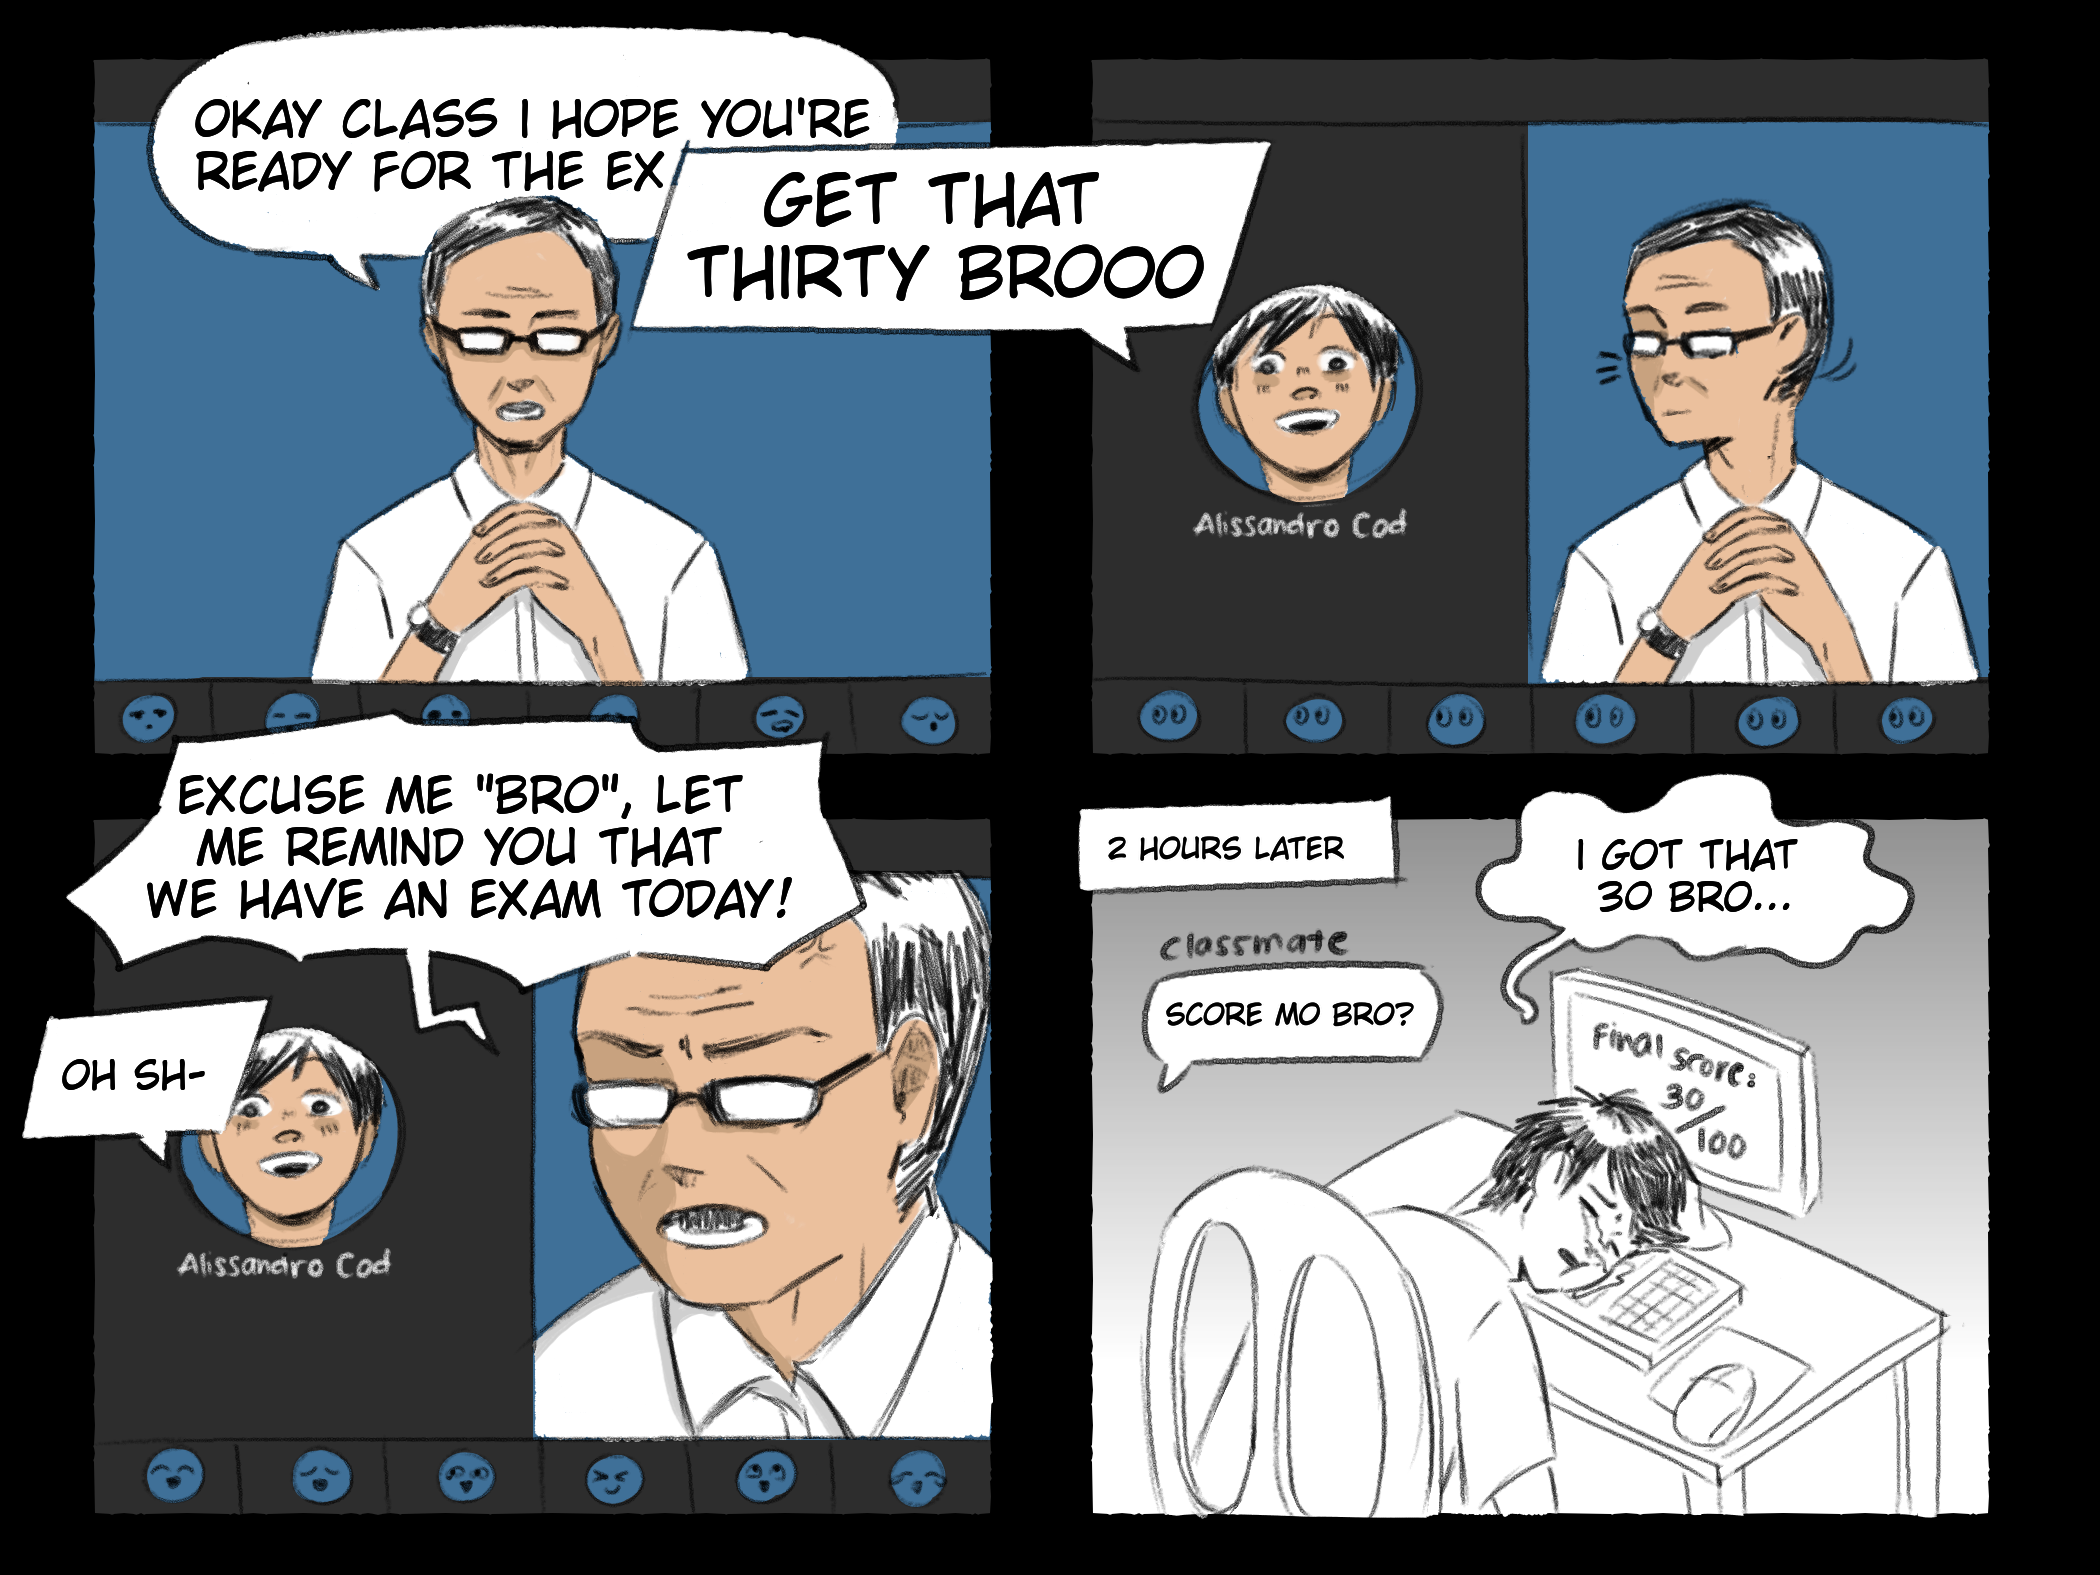 OKAY CLASS I HOPE YOU'RE
READY FOR THE EX
GET THAT
THIRTY BROOO
Alissandro Cod
EXCUSE ME "BRO", LET
ME REMIND YOU THAT
WE HAVE AN EXAM TODAY!
OH SH-
Alissandro Cod
2 HOURS LATER
I GOT THAT
30 BRO...
classmate
SCORE MO BRO?
Final score:
30/
100